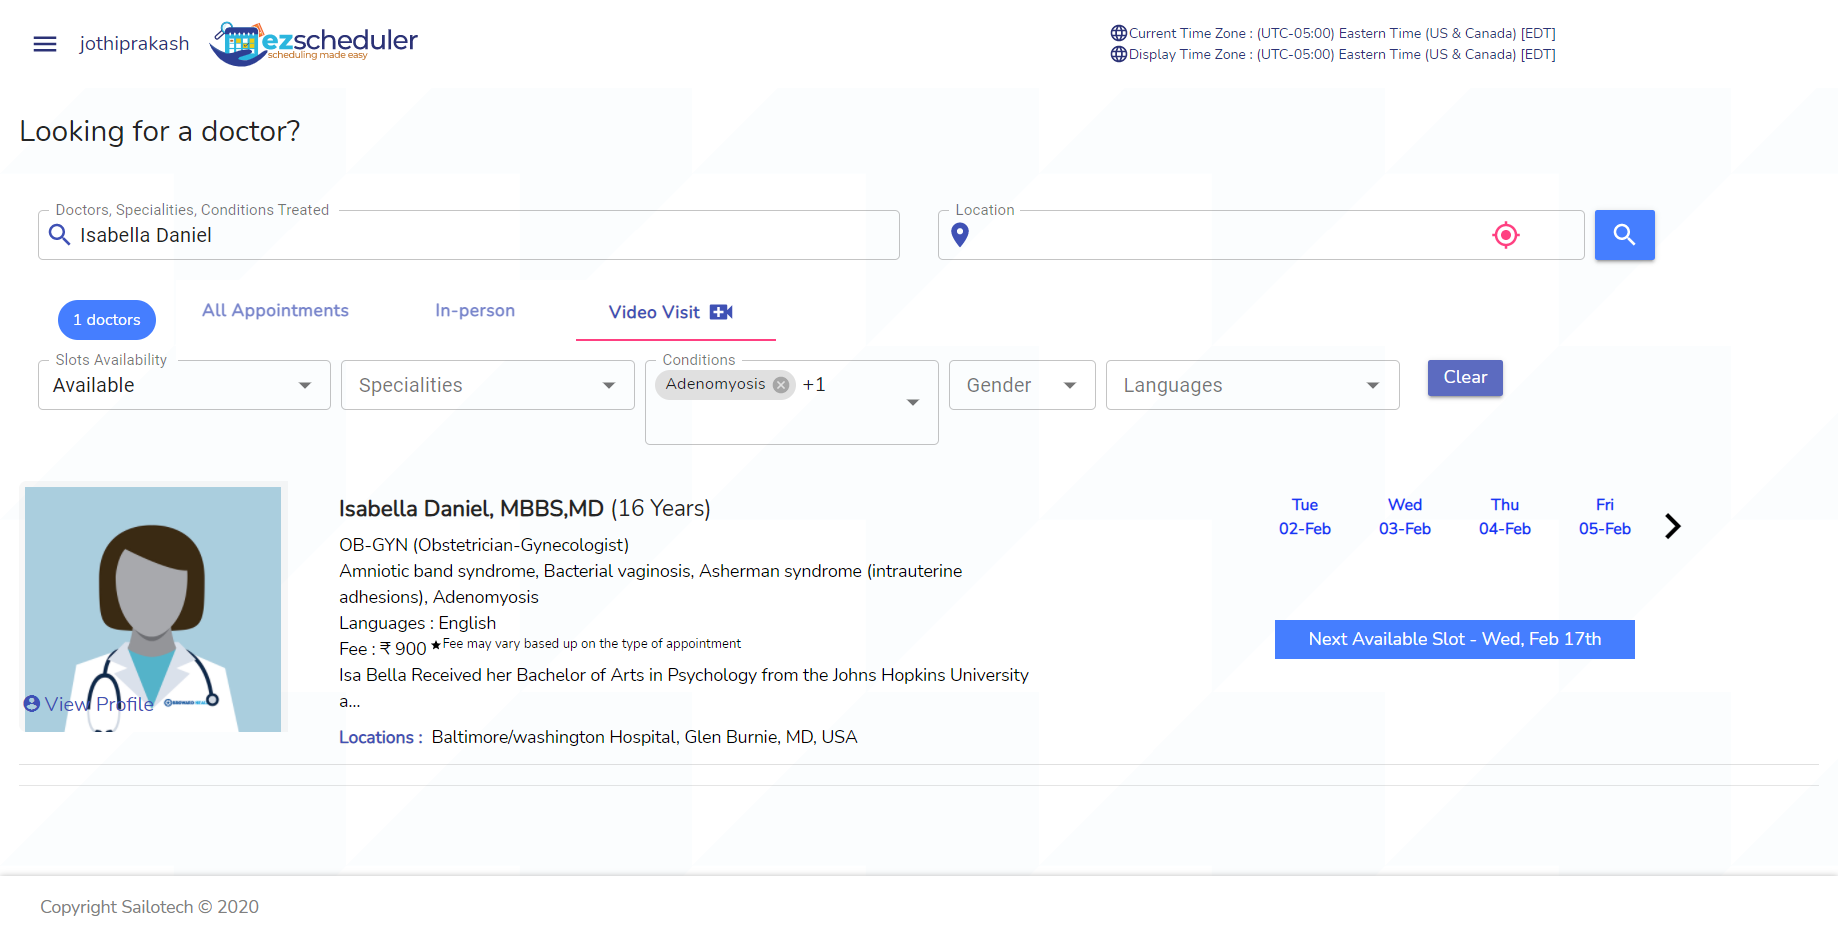 jothiprakash
ezscheduler
scheduling made easy
Current Time Zone : (UTC-05:00) Eastern Time (US & Canada) [EDT]
Display Time Zone : (UTC-05:00) Eastern Time (US & Canada) [EDT]
Looking for a doctor?
Doctors, Specialities, Conditions Treated
Isabella Daniel
Location
1 doctors
All Appointments
In-person
Video Visit
Slots Availability
Available
Specialities
Conditions
Adenomyosis +1
Gender
Languages
Clear
Isabella Daniel, MBBS,MD (16 Years)
OB-GYN (Obstetrician-Gynecologist)
Amniotic band syndrome, Bacterial vaginosis, Asherman syndrome (intrauterine
adhesions), Adenomyosis
Languages : English
Fee : ₹ 900 ★Fee may vary based up on the type of appointment
Isa Bella Received her Bachelor of Arts in Psychology from the Johns Hopkins University
a...
Locations : Baltimore/washington Hospital, Glen Burnie, MD, USA
View Profile
Tue
02-Feb
Wed
03-Feb
Thu
04-Feb
Fri
05-Feb
Next Available Slot - Wed, Feb 17th
Copyright Sailotech © 2020